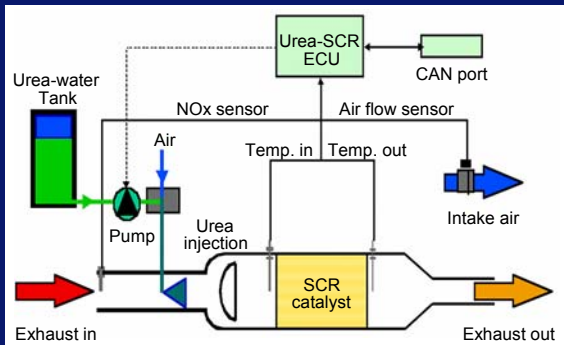 Urea-SCR
ECU
CAN port
Urea-water
Tank
NOx sensor
Air flow sensor
Air
Temp. in
Temp. out
Pump
Urea
injection
Intake air
SCR
catalyst
Exhaust in
Exhaust out